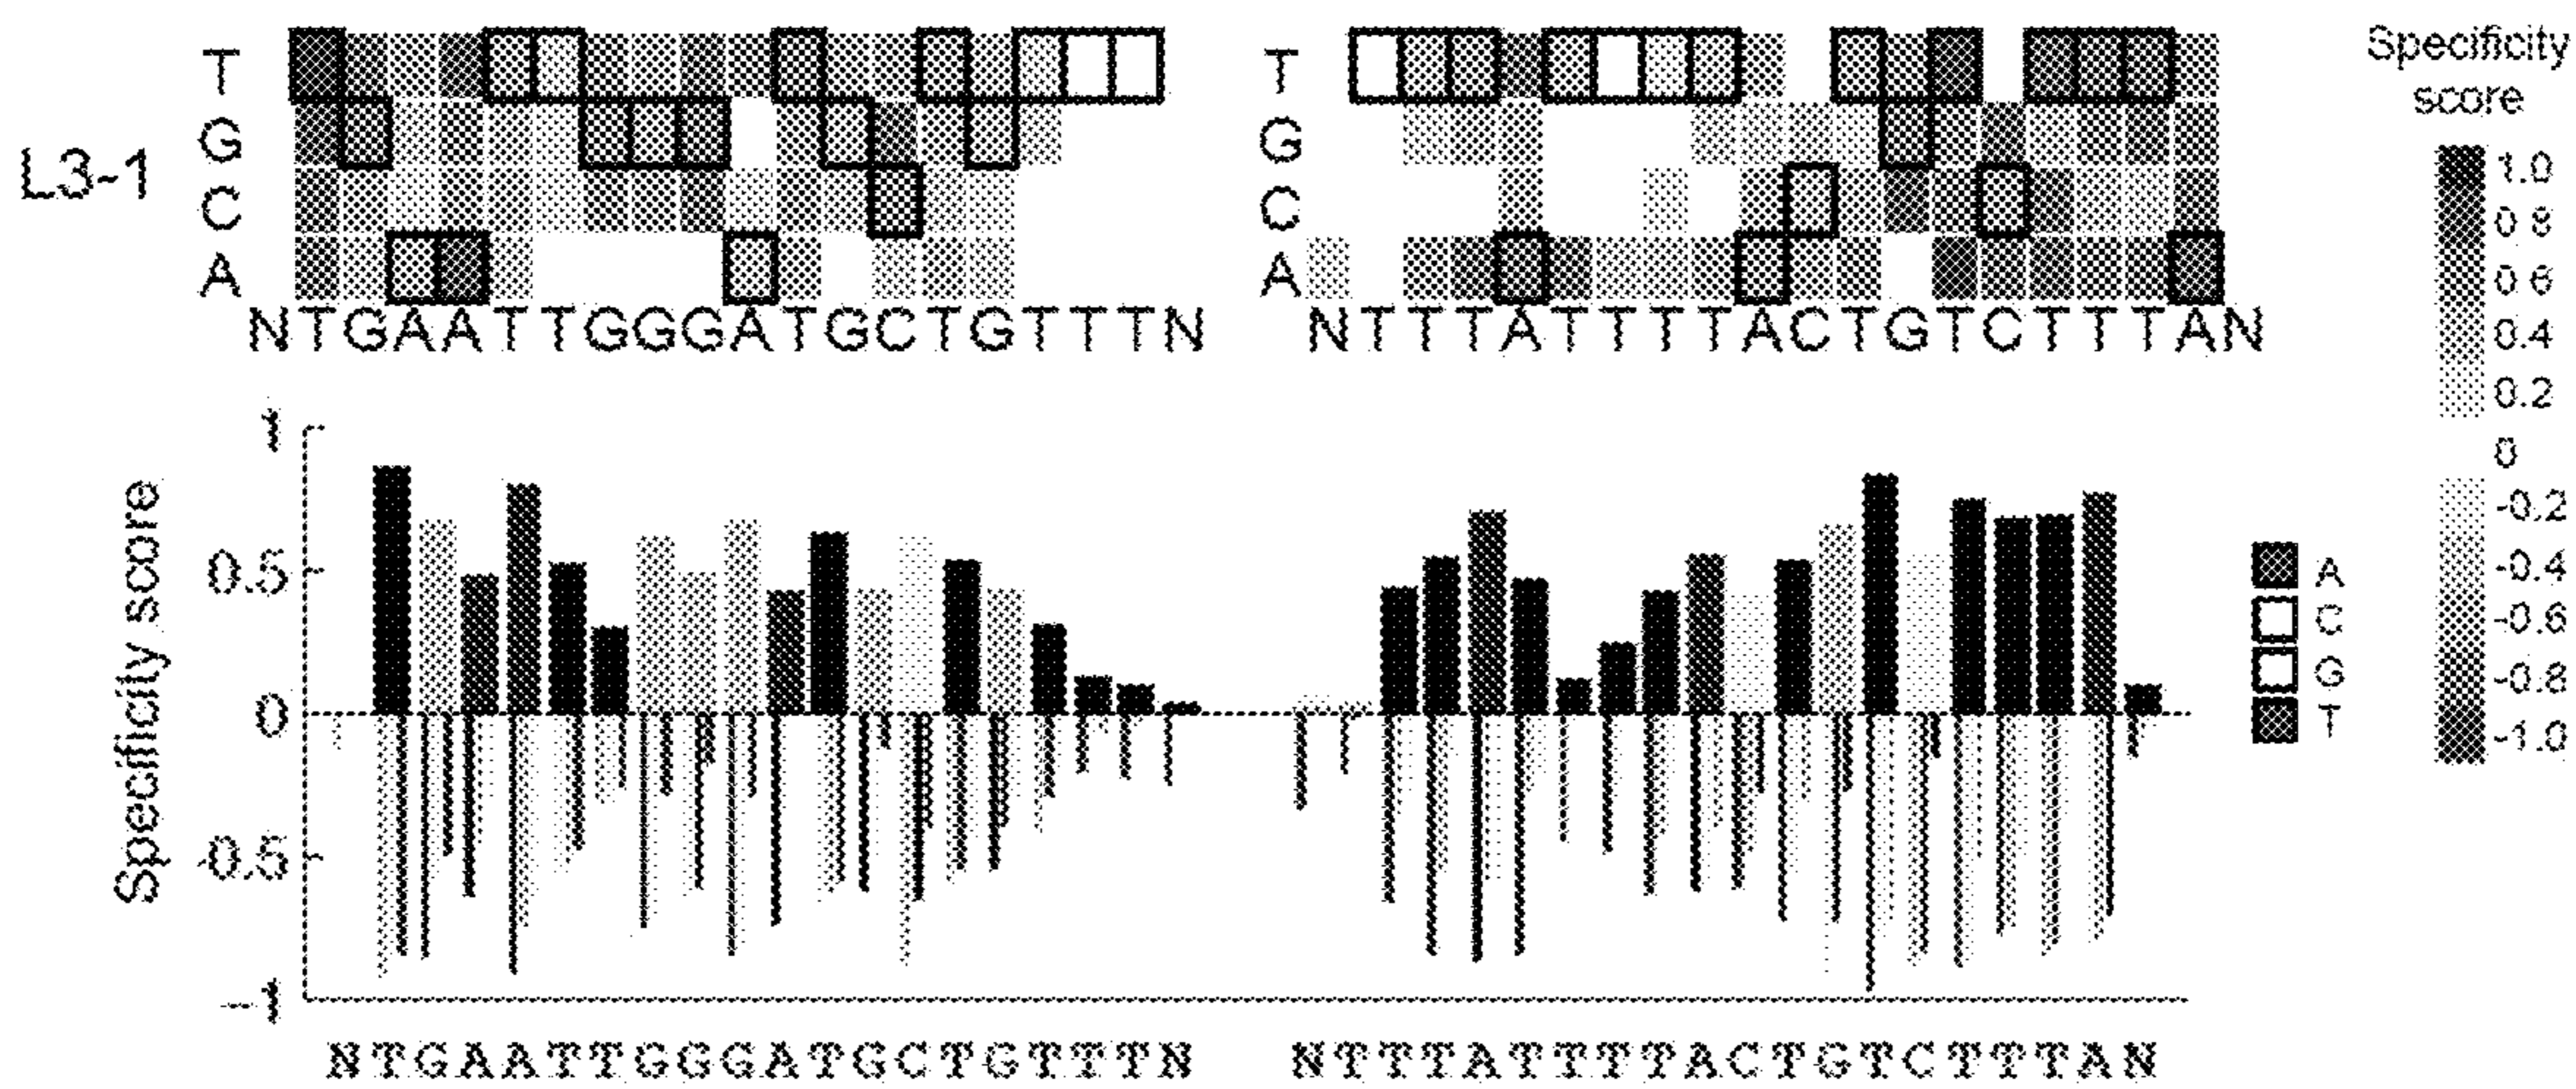 L3-1
T
G
C
A
NTGAATTGGGATGCTGTTTN
T
G
C
A
NTTTATTTTACTGTCTTTAN
Specificity
score
1.0
0.8
0.6
0.4
0.2
0
-0.2
-0.4
-0.6
-0.8
-1.0
Specificity score
1
0.5
0
-0.5
-1
A
C
G
T
NTGAATTGGGATGCTGTTTN
NTTTATTTTACTGTCTTTAN